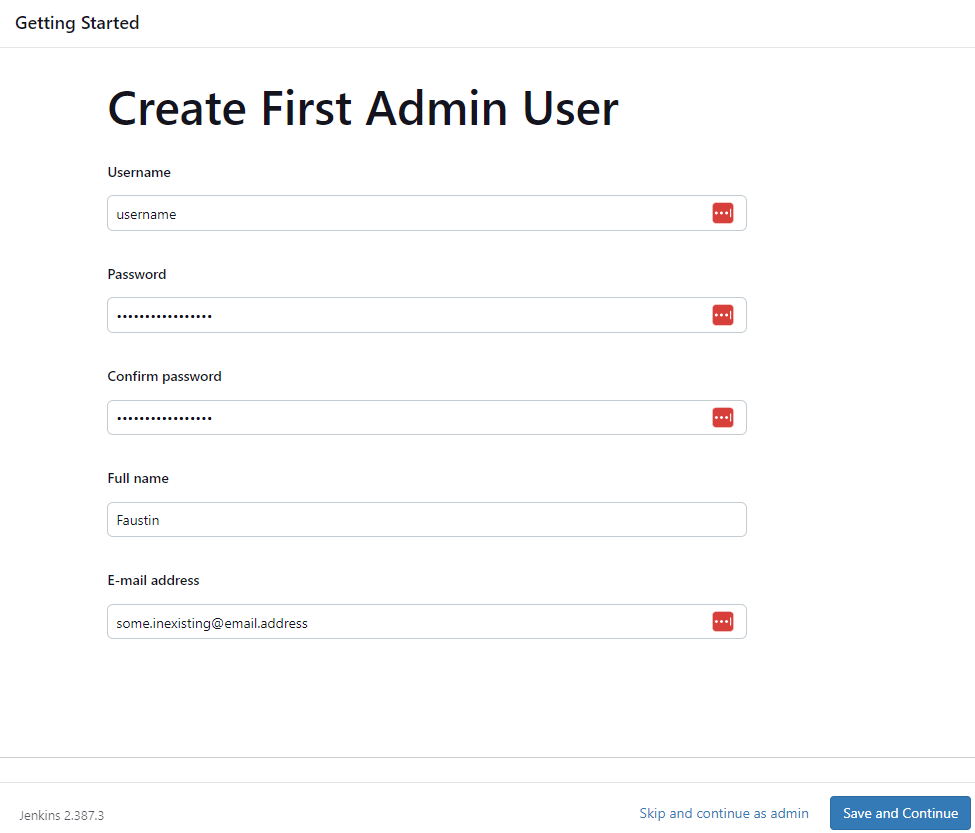 Getting Started
Create First Admin User
Username
username
Password
•••••••••••••••••
Confirm password
•••••••••••••••••
Full name
Faustin
E-mail address
some.inexisting@email.address
Jenkins 2.387.3
Skip and continue as admin
Save and Continue